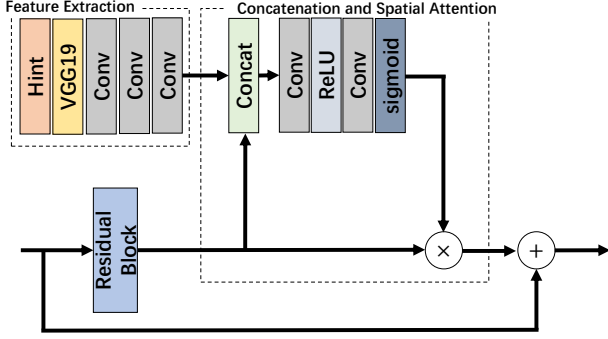 Feature Extraction
Concatenation and Spatial Attention
Hint
VGG19
Conv
Conv
Conv
Concat
Conv
ReLU
Conv
sigmoid
Residual
Block
×
+